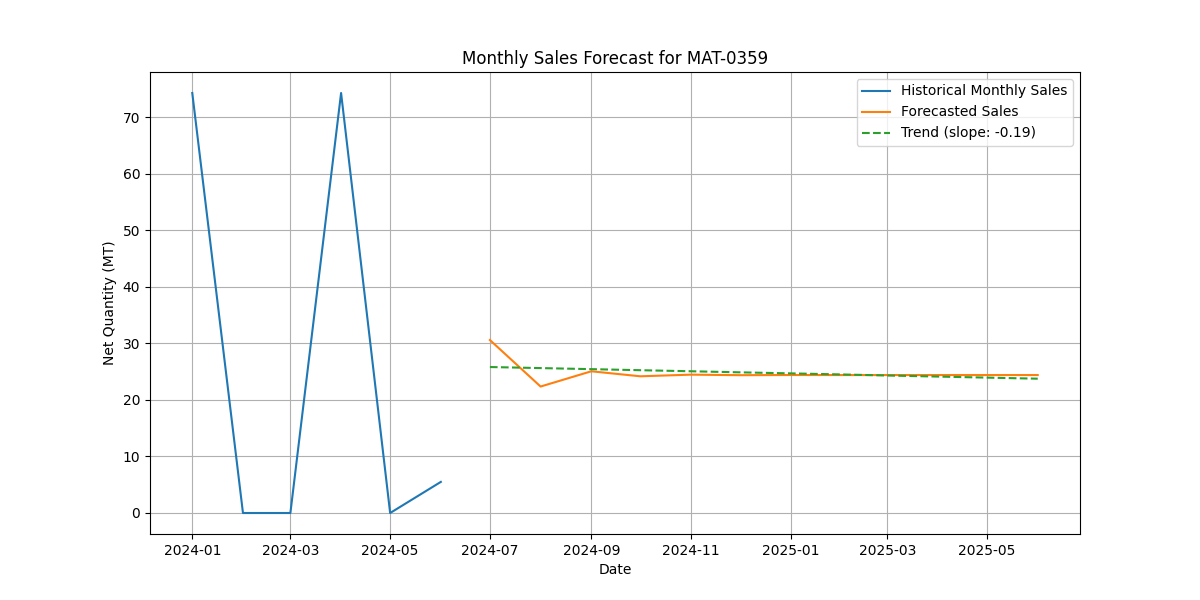 Monthly Sales Forecast for MAT-0359
Historical Monthly Sales
Forecasted Sales
Trend (slope: -0.19)
Net Quantity (MT)
70
60
50
40
30
20
10
0
2024-01 2024-03 2024-05 2024-07 2024-09 2024-11 2025-01 2025-03 2025-05
Date